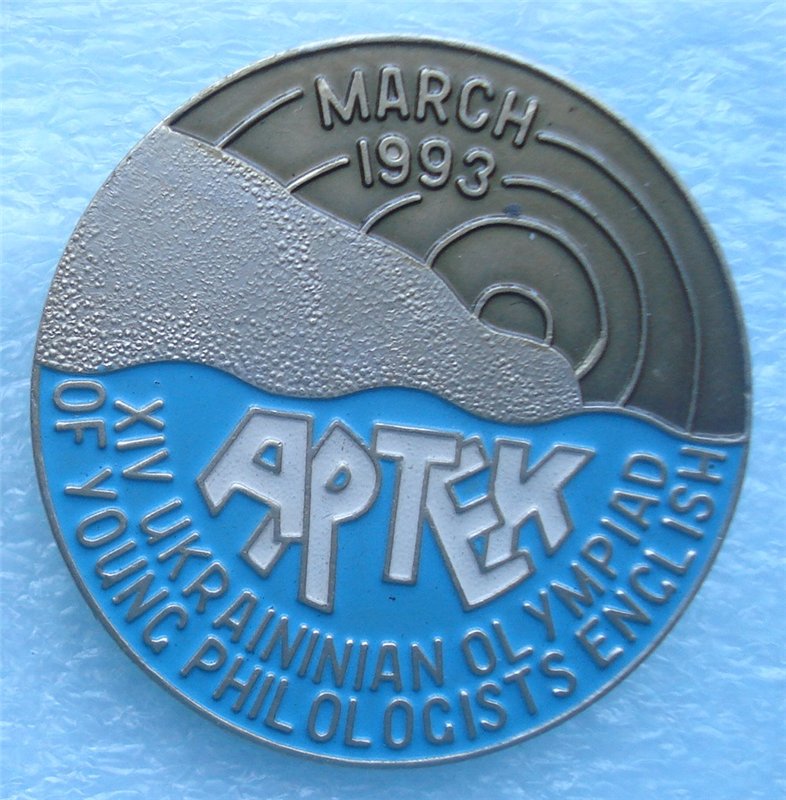 MARCH
1993
АРТЕК
XIV UKRAININIAN OLYMPIAD
OF YOUNG PHILOLOGISTS ENGLISH